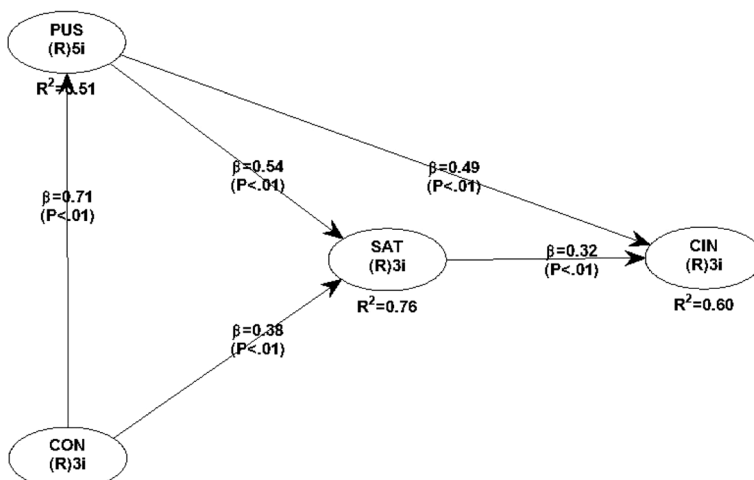 PUS
(R)5i
R²=0.51
β=0.54
(P<.01)
β=0.49
(P<.01)
β=0.71
(P<.01)
SAT
(R)3i
R²=0.76
β=0.32
(P<.01)
CIN
(R)3i
R²=0.60
β=0.38
(P<.01)
CON
(R)3i